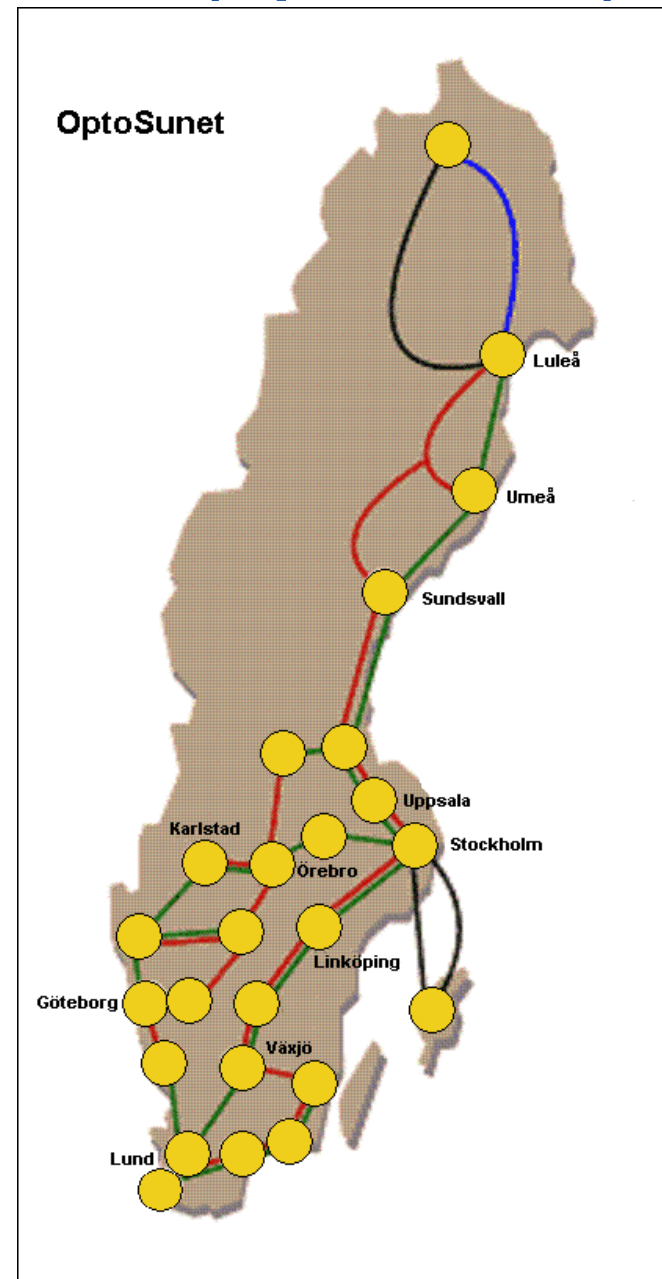 OptoSunet
Luleå
Umeå
Sundsvall
Uppsala
Karlstad
Stockholm
Örebro
Linköping
Göteborg
Växjö
Lund